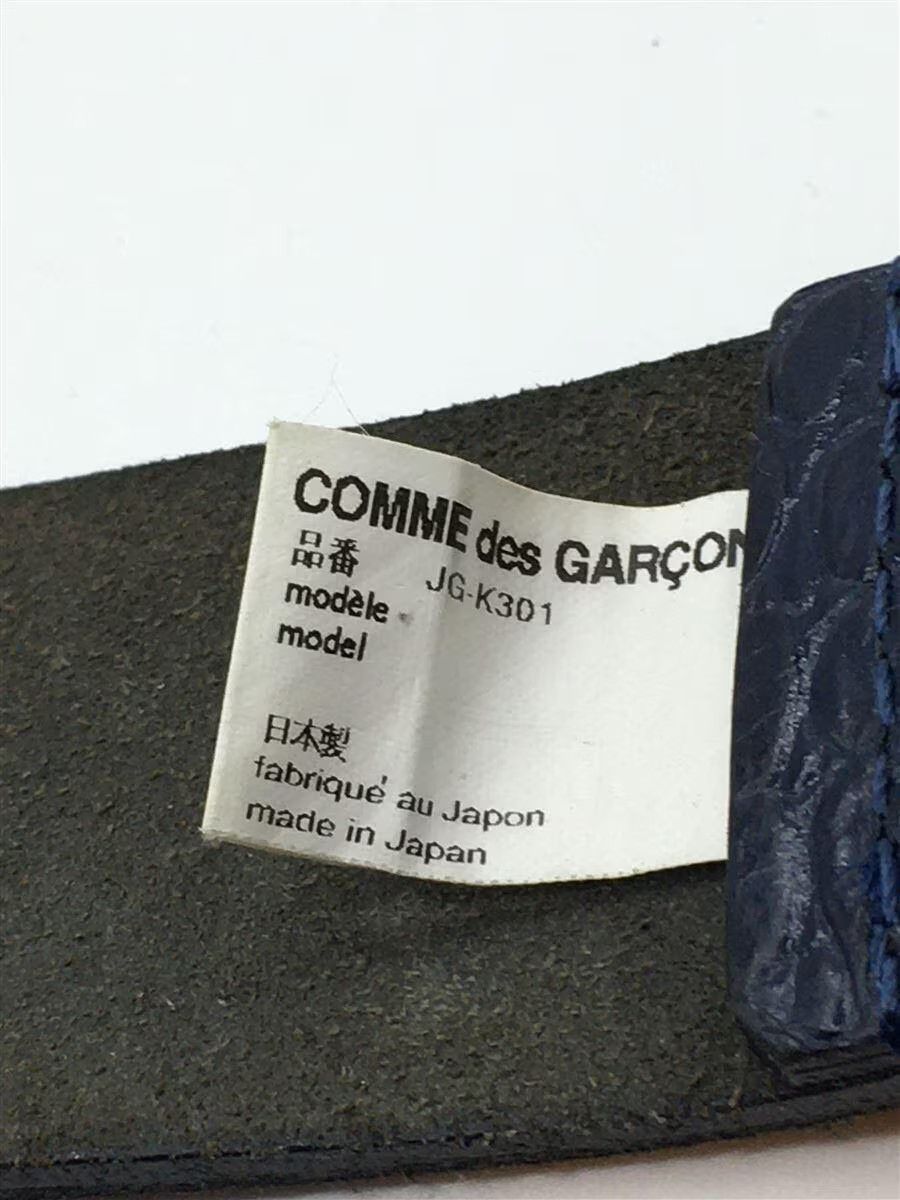 COMME des GARÇON
品番 JG-K301
modèle
model
日本製
fabriqué au Japon
made in Japan